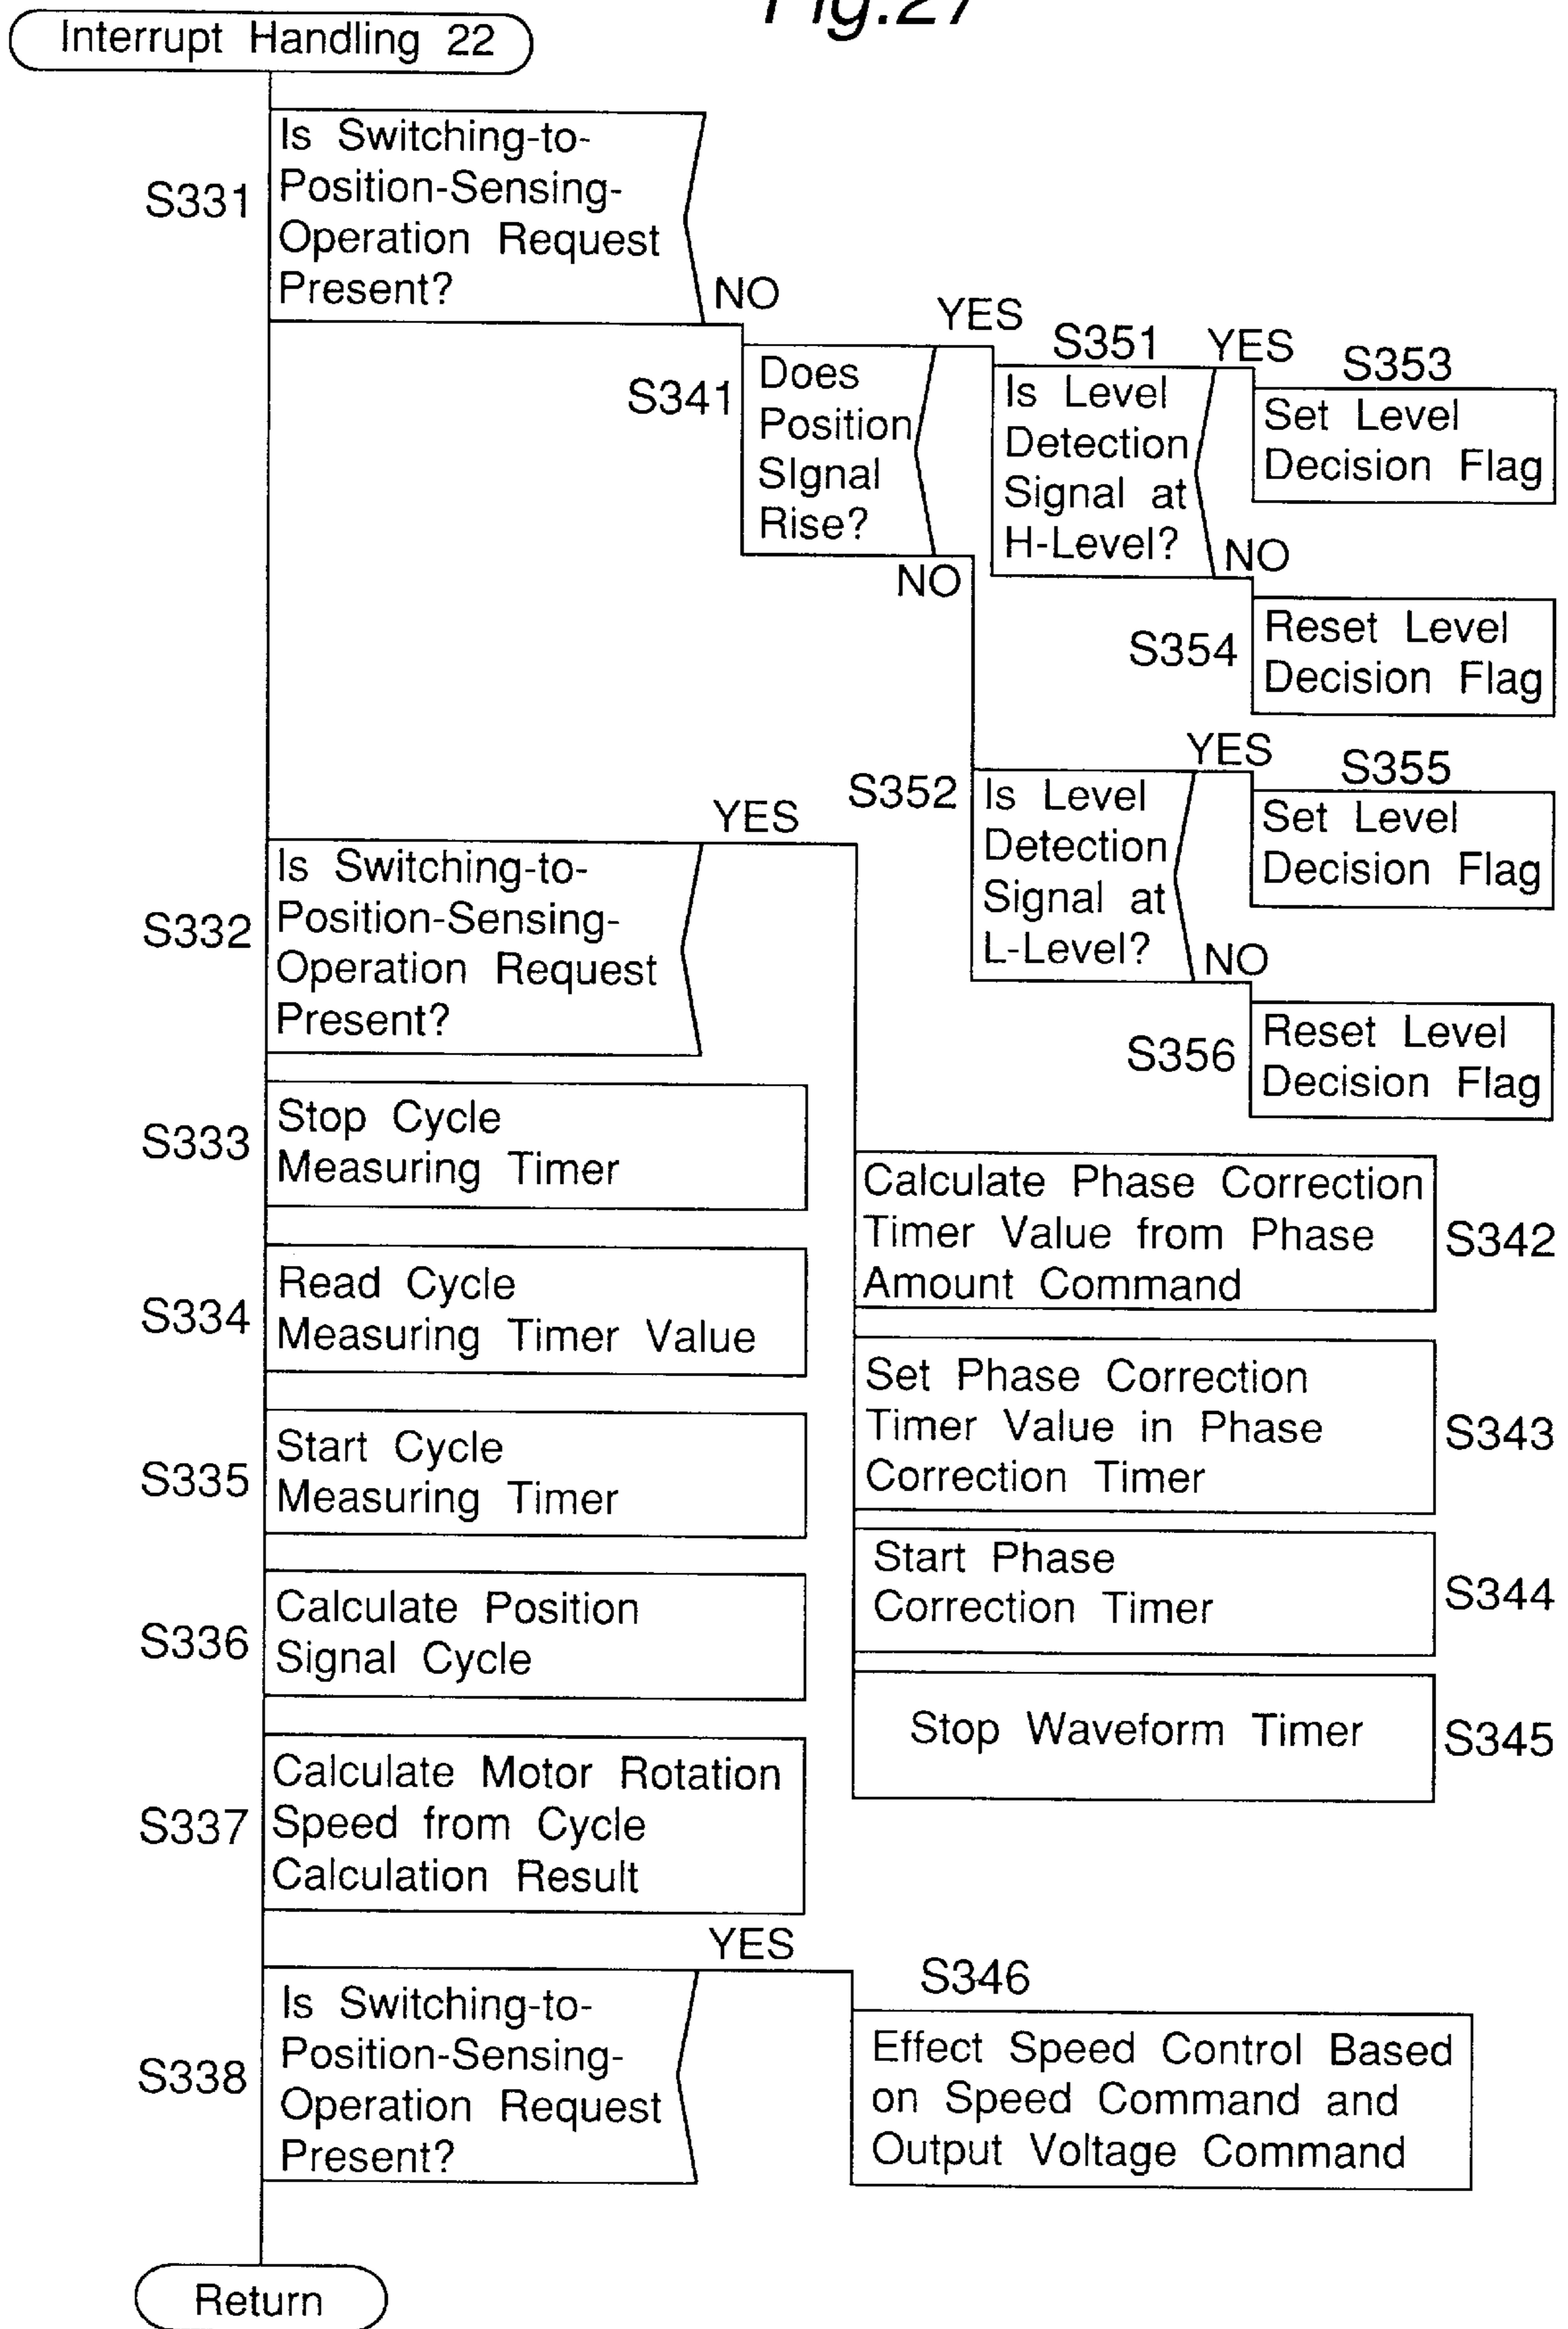 Fig.27
Interrupt Handling 22
S331
Is Switching-to-
Position-Sensing-
Operation Request
Present?
NO
S341
Does
Position
SIgnal
Rise?
YES
NO
S351
Is Level
Detection
Signal at
H-Level?
YES
NO
S353
Set Level
Decision Flag
S354
Reset Level
Decision Flag
S352
Is Level
Detection
Signal at
L-Level?
YES
NO
S355
Set Level
Decision Flag
S356
Reset Level
Decision Flag
S332
Is Switching-to-
Position-Sensing-
Operation Request
Present?
YES
S342
Calculate Phase Correction
Timer Value from Phase
Amount Command
S343
Set Phase Correction
Timer Value in Phase
Correction Timer
S344
Start Phase
Correction Timer
S345
Stop Waveform Timer
S333
Stop Cycle
Measuring Timer
S334
Read Cycle
Measuring Timer Value
S335
Start Cycle
Measuring Timer
S336
Calculate Position
Signal Cycle
S337
Calculate Motor Rotation
Speed from Cycle
Calculation Result
S338
Is Switching-to-
Position-Sensing-
Operation Request
Present?
YES
S346
Effect Speed Control Based
on Speed Command and
Output Voltage Command
Return